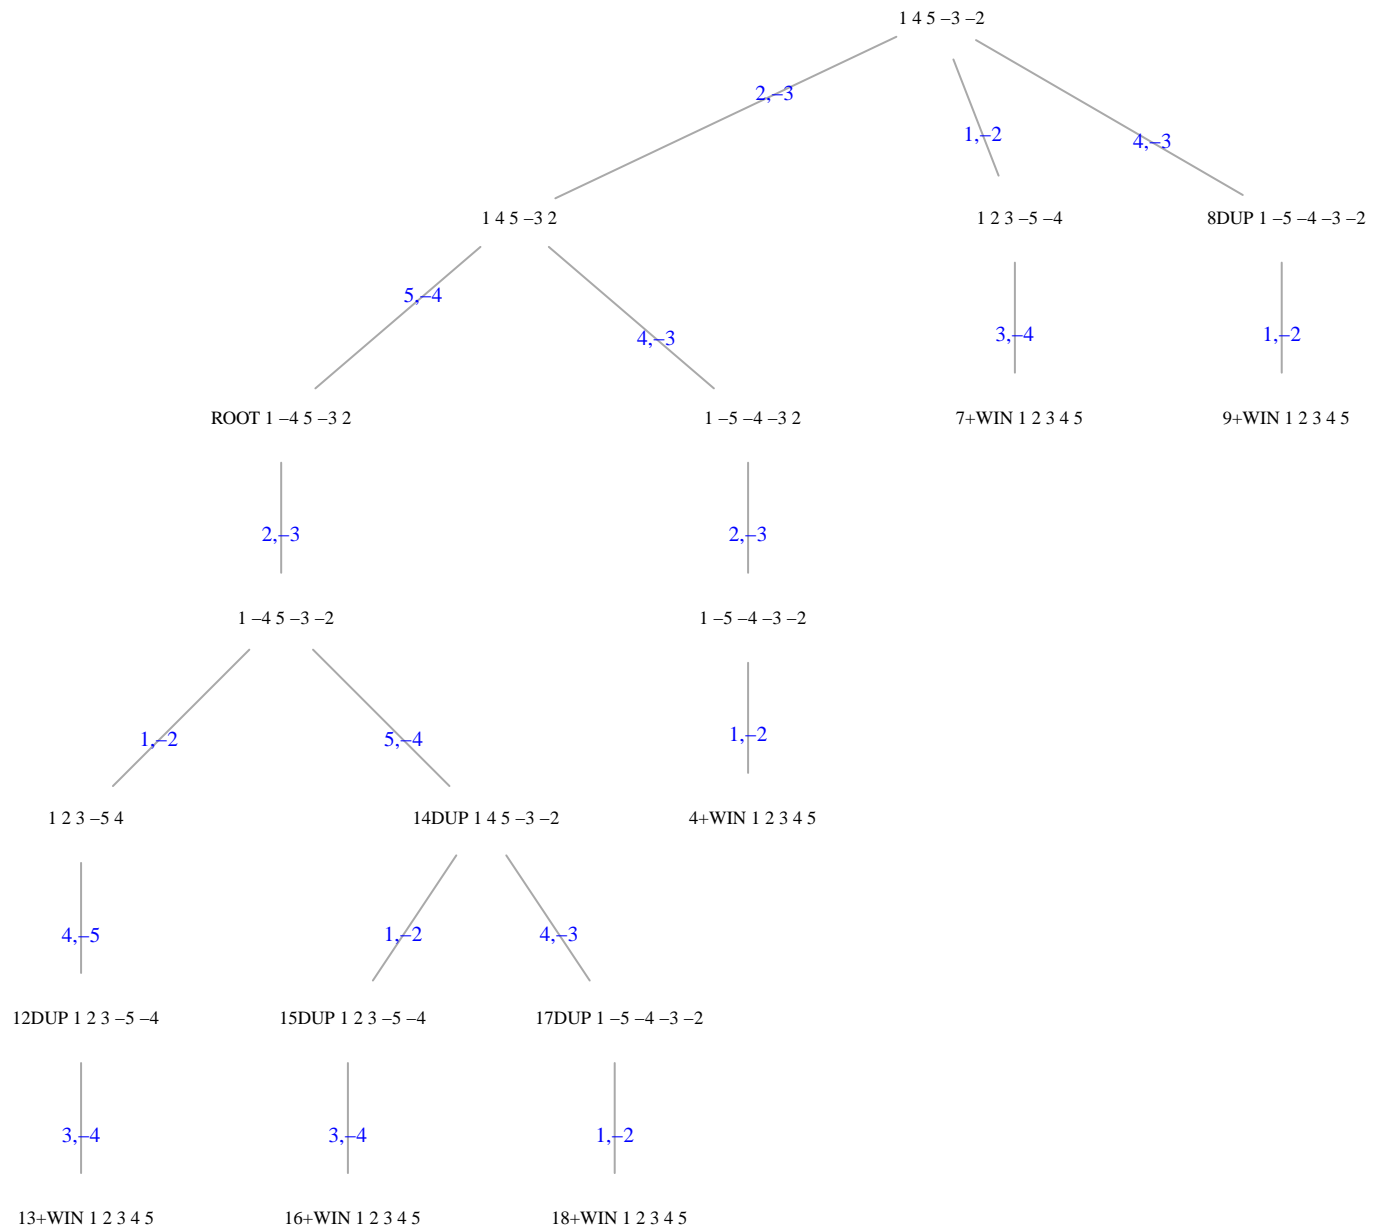 1 4 5 –3 –2
2,–3
1,–2
4,–3
1 4 5 –3 2
1 2 3 –5 –4
8DUP 1 –5 –4 –3 –2
5,–4
4,–3
3,–4
1,–2
ROOT 1 –4 5 –3 2
1 –5 –4 –3 2
7+WIN 1 2 3 4 5
9+WIN 1 2 3 4 5
2,–3
2,–3
1 –4 5 –3 –2
1 –5 –4 –3 –2
1,–2
5,–4
1,–2
1 2 3 –5 4
14DUP 1 4 5 –3 –2
4+WIN 1 2 3 4 5
4,–5
1,–2
4,–3
12DUP 1 2 3 –5 –4
15DUP 1 2 3 –5 –4
17DUP 1 –5 –4 –3 –2
3,–4
3,–4
1,–2
13+WIN 1 2 3 4 5
16+WIN 1 2 3 4 5
18+WIN 1 2 3 4 5